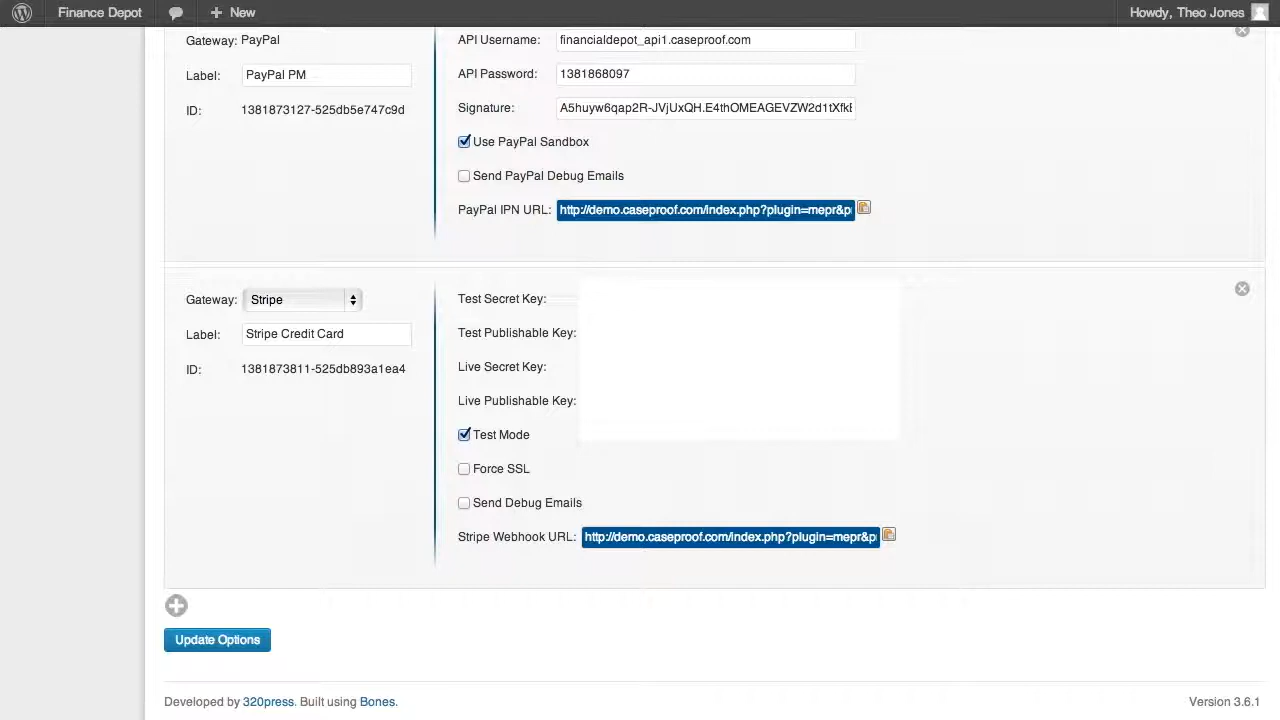 Finance Depot
New
Howdy, Theo Jones
Gateway: PayPal
API Username: financialdepot_api1.caseproof.com
Label: PayPal PM
API Password: 1381868097
ID: 1381873127-525db5e747c9d
Signature:
Use PayPal Sandbox
Send PayPal Debug Emails
PayPal IPN URL: http://demo.caseproof.com/index.php?plugin=mepr&p
Gateway: Stripe
Test Secret Key:
Label: Stripe Credit Card
Test Publishable Key:
ID: 1381873811-525db893a1ea4
Live Secret Key:
Live Publishable Key:
Test Mode
Force SSL
Send Debug Emails
Stripe Webhook URL: http://demo.caseproof.com/index.php?plugin=mepr&p
Update Options
Developed by 320press. Built using Bones.
Version 3.6.1